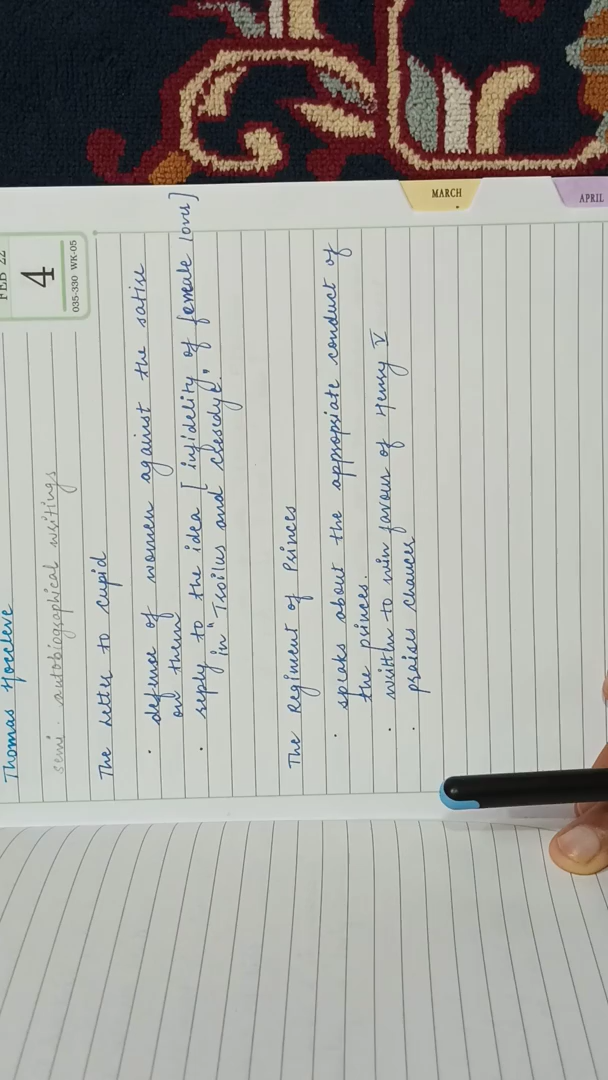 FEB 22
4
035-330 WK-05
MARCH
APRIL
Thomas Hoccleve
semi. autobiographical writings
The Letter to Cupid
· defense of women against the satire
on them
· reply to the idea [infidelity of female lover]
in "Troilus and Cresedye."
The Regiment of Princes
· speaks about the appropriate conduct of
the princes.
· written to win favour of Henry V
· praises chaucer